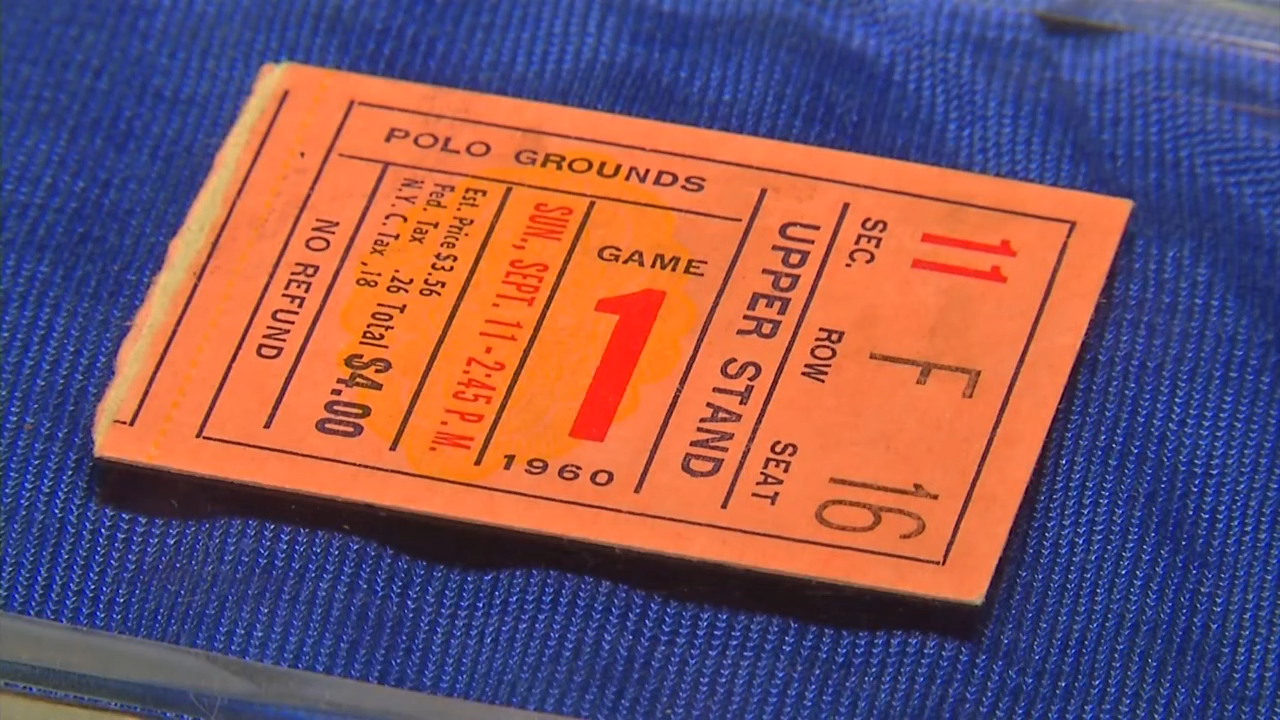 POLO GROUNDS
GAME
1
1960
SUN., SEPT. 11-2:45 P.M.
Est. Price $3.56
Fed. Tax .26 Total $4.00
N.Y.C. Tax .18
NO REFUND
UPPER STAND
SEC. ROW SEAT
11 F 16